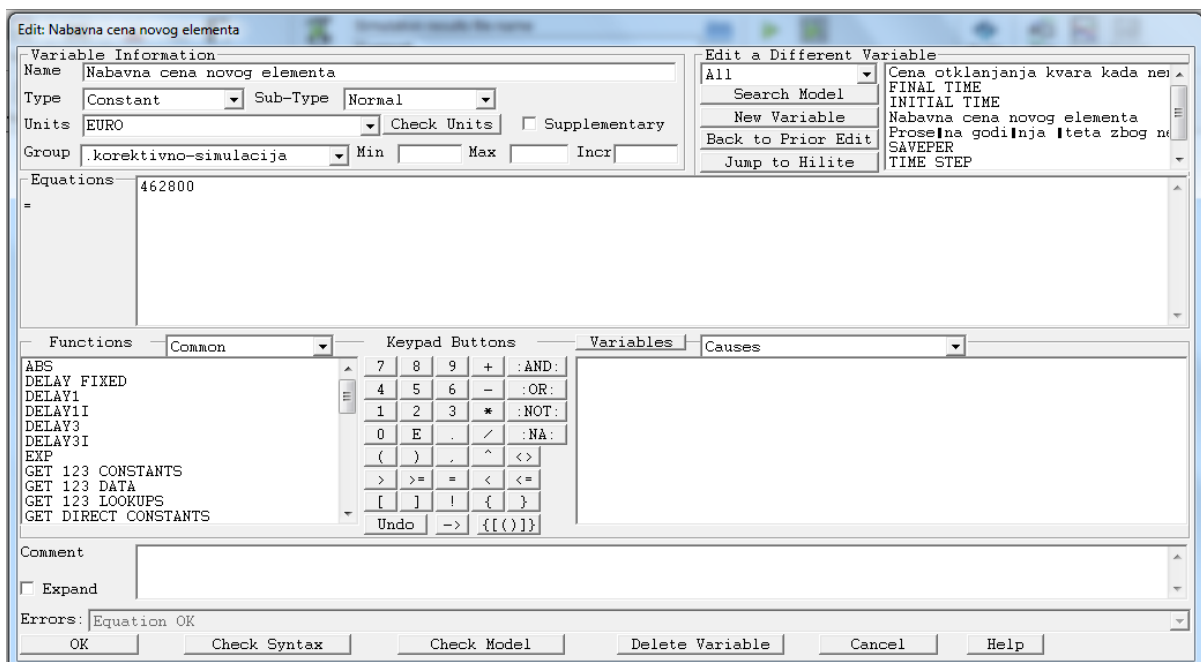 Edit: Nabavna cena novog elementa
Variable Information
Name Nabavna cena novog elementa
Type Constant Sub-Type Normal
Units EURO Check Units Supplementary
Group .korektivno-simulacija Min Max Incr
Edit a Different Variable
All
Search Model
New Variable
Back to Prior Edit
Jump to Hilite
Cena otklanjanja kvara kada
FINAL TIME
INITIAL TIME
Nabavna cena novog elementa
zbog
SAVEPER
TIME STEP
Equations
=
462800
Functions Common
ABS
DELAY FIXED
DELAY1
DELAY1I
DELAY3
DELAY3I
EXP
GET 123 CONSTANTS
GET 123 DATA
GET 123 LOOKUPS
GET DIRECT CONSTANTS
Keypad Buttons
7 8 9 + :AND:
4 5 6 – :OR:
1 2 3 * :NOT:
0 E . / :NA:
( ) , ^ <>
> >= = < <=
[ ] ! { }
Undo -> {[()]}
Variables Causes
Comment
Expand
Errors: Equation OK
OK Check Syntax Check Model Delete Variable Cancel Help